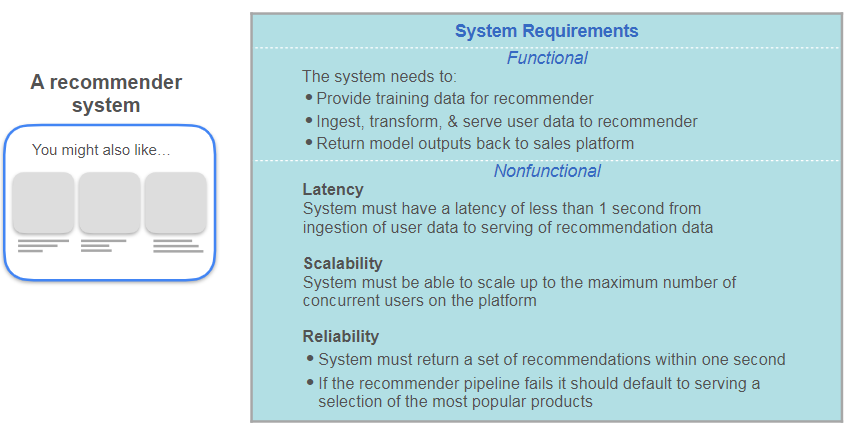 A recommender
system
You might also like…
System Requirements
Functional
The system needs to:
• Provide training data for recommender
• Ingest, transform, & serve user data to recommender
• Return model outputs back to sales platform
Nonfunctional
Latency
System must have a latency of less than 1 second from
ingestion of user data to serving of recommendation data
Scalability
System must be able to scale up to the maximum number of
concurrent users on the platform
Reliability
• System must return a set of recommendations within one second
• If the recommender pipeline fails it should default to serving a
selection of the most popular products